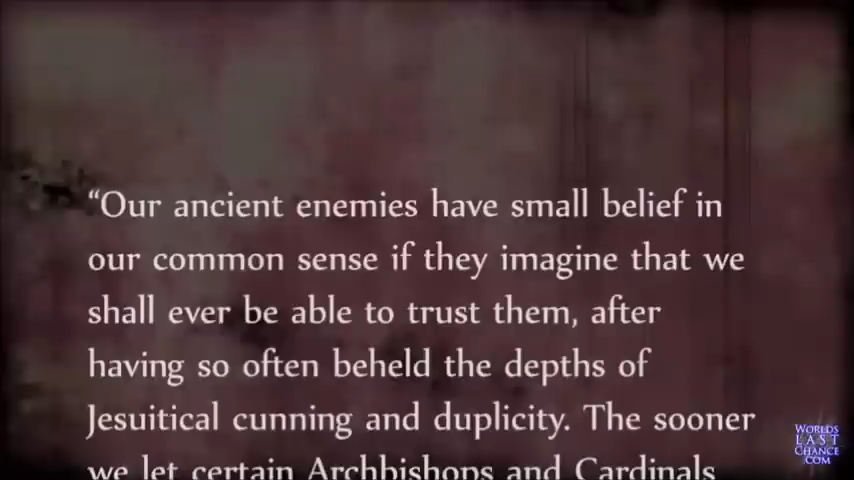 “Our ancient enemies have small belief in
our common sense if they imagine that we
shall ever be able to trust them, after
having so often beheld the depths of
Jesuitical cunning and duplicity. The sooner
we let certain Archbishops and Cardinals
WORLDS
LAST
CHANCE
.COM